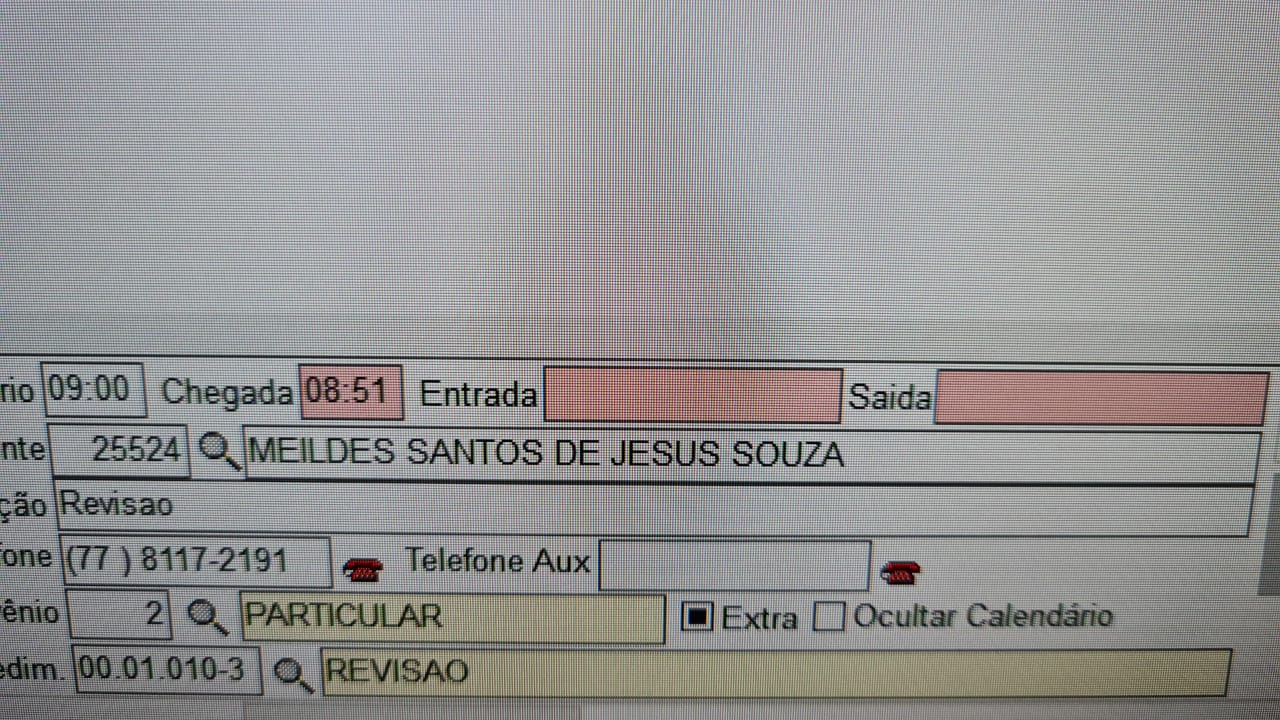 rio 09:00 Chegada 08:51 Entrada Saida
nte 25524 MEILDES SANTOS DE JESUS SOUZA
ção Revisao
fone (77 ) 8117-2191 Telefone Aux
ênio 2 PARTICULAR Extra Ocultar Calendário
edim. 00.01.010-3 REVISAO